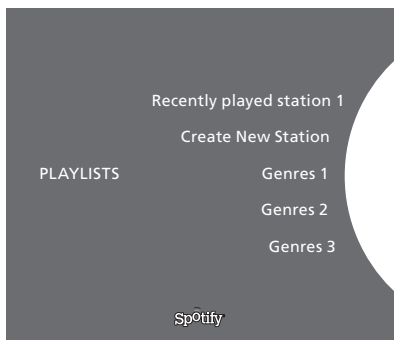 Recently played station 1
Create New Station
PLAYLISTS Genres 1
Genres 2
Genres 3
Spotify